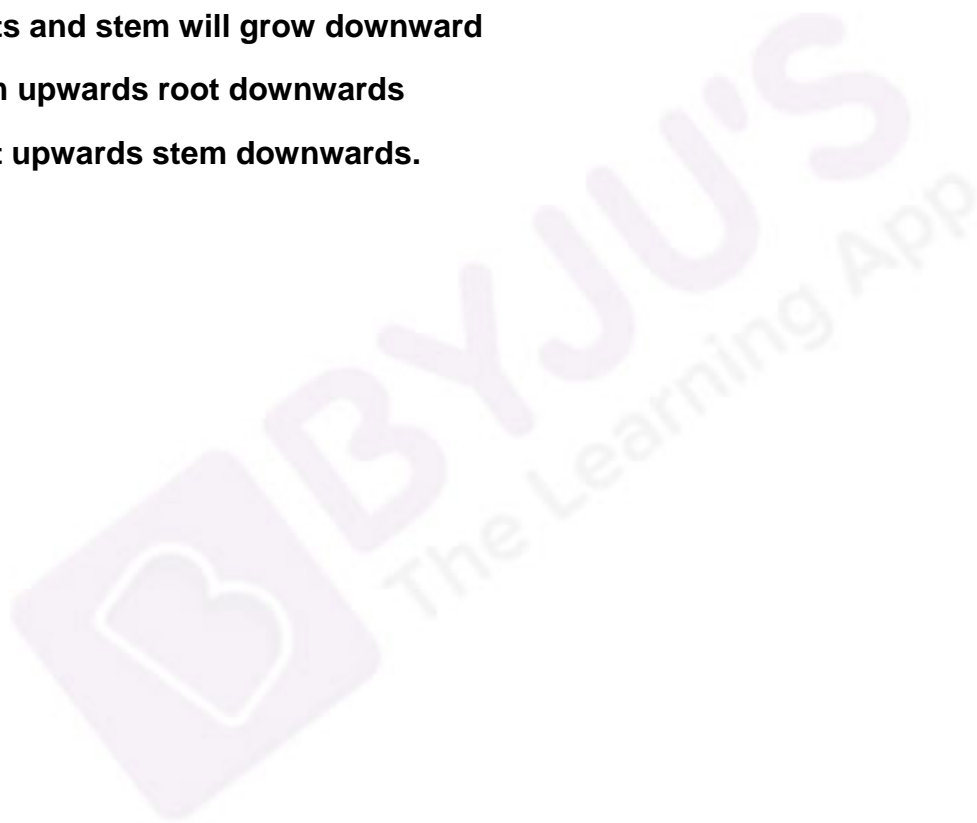 ts and stem will grow downward
n upwards root downwards
t upwards stem downwards.
BYJU'S
The Learning App